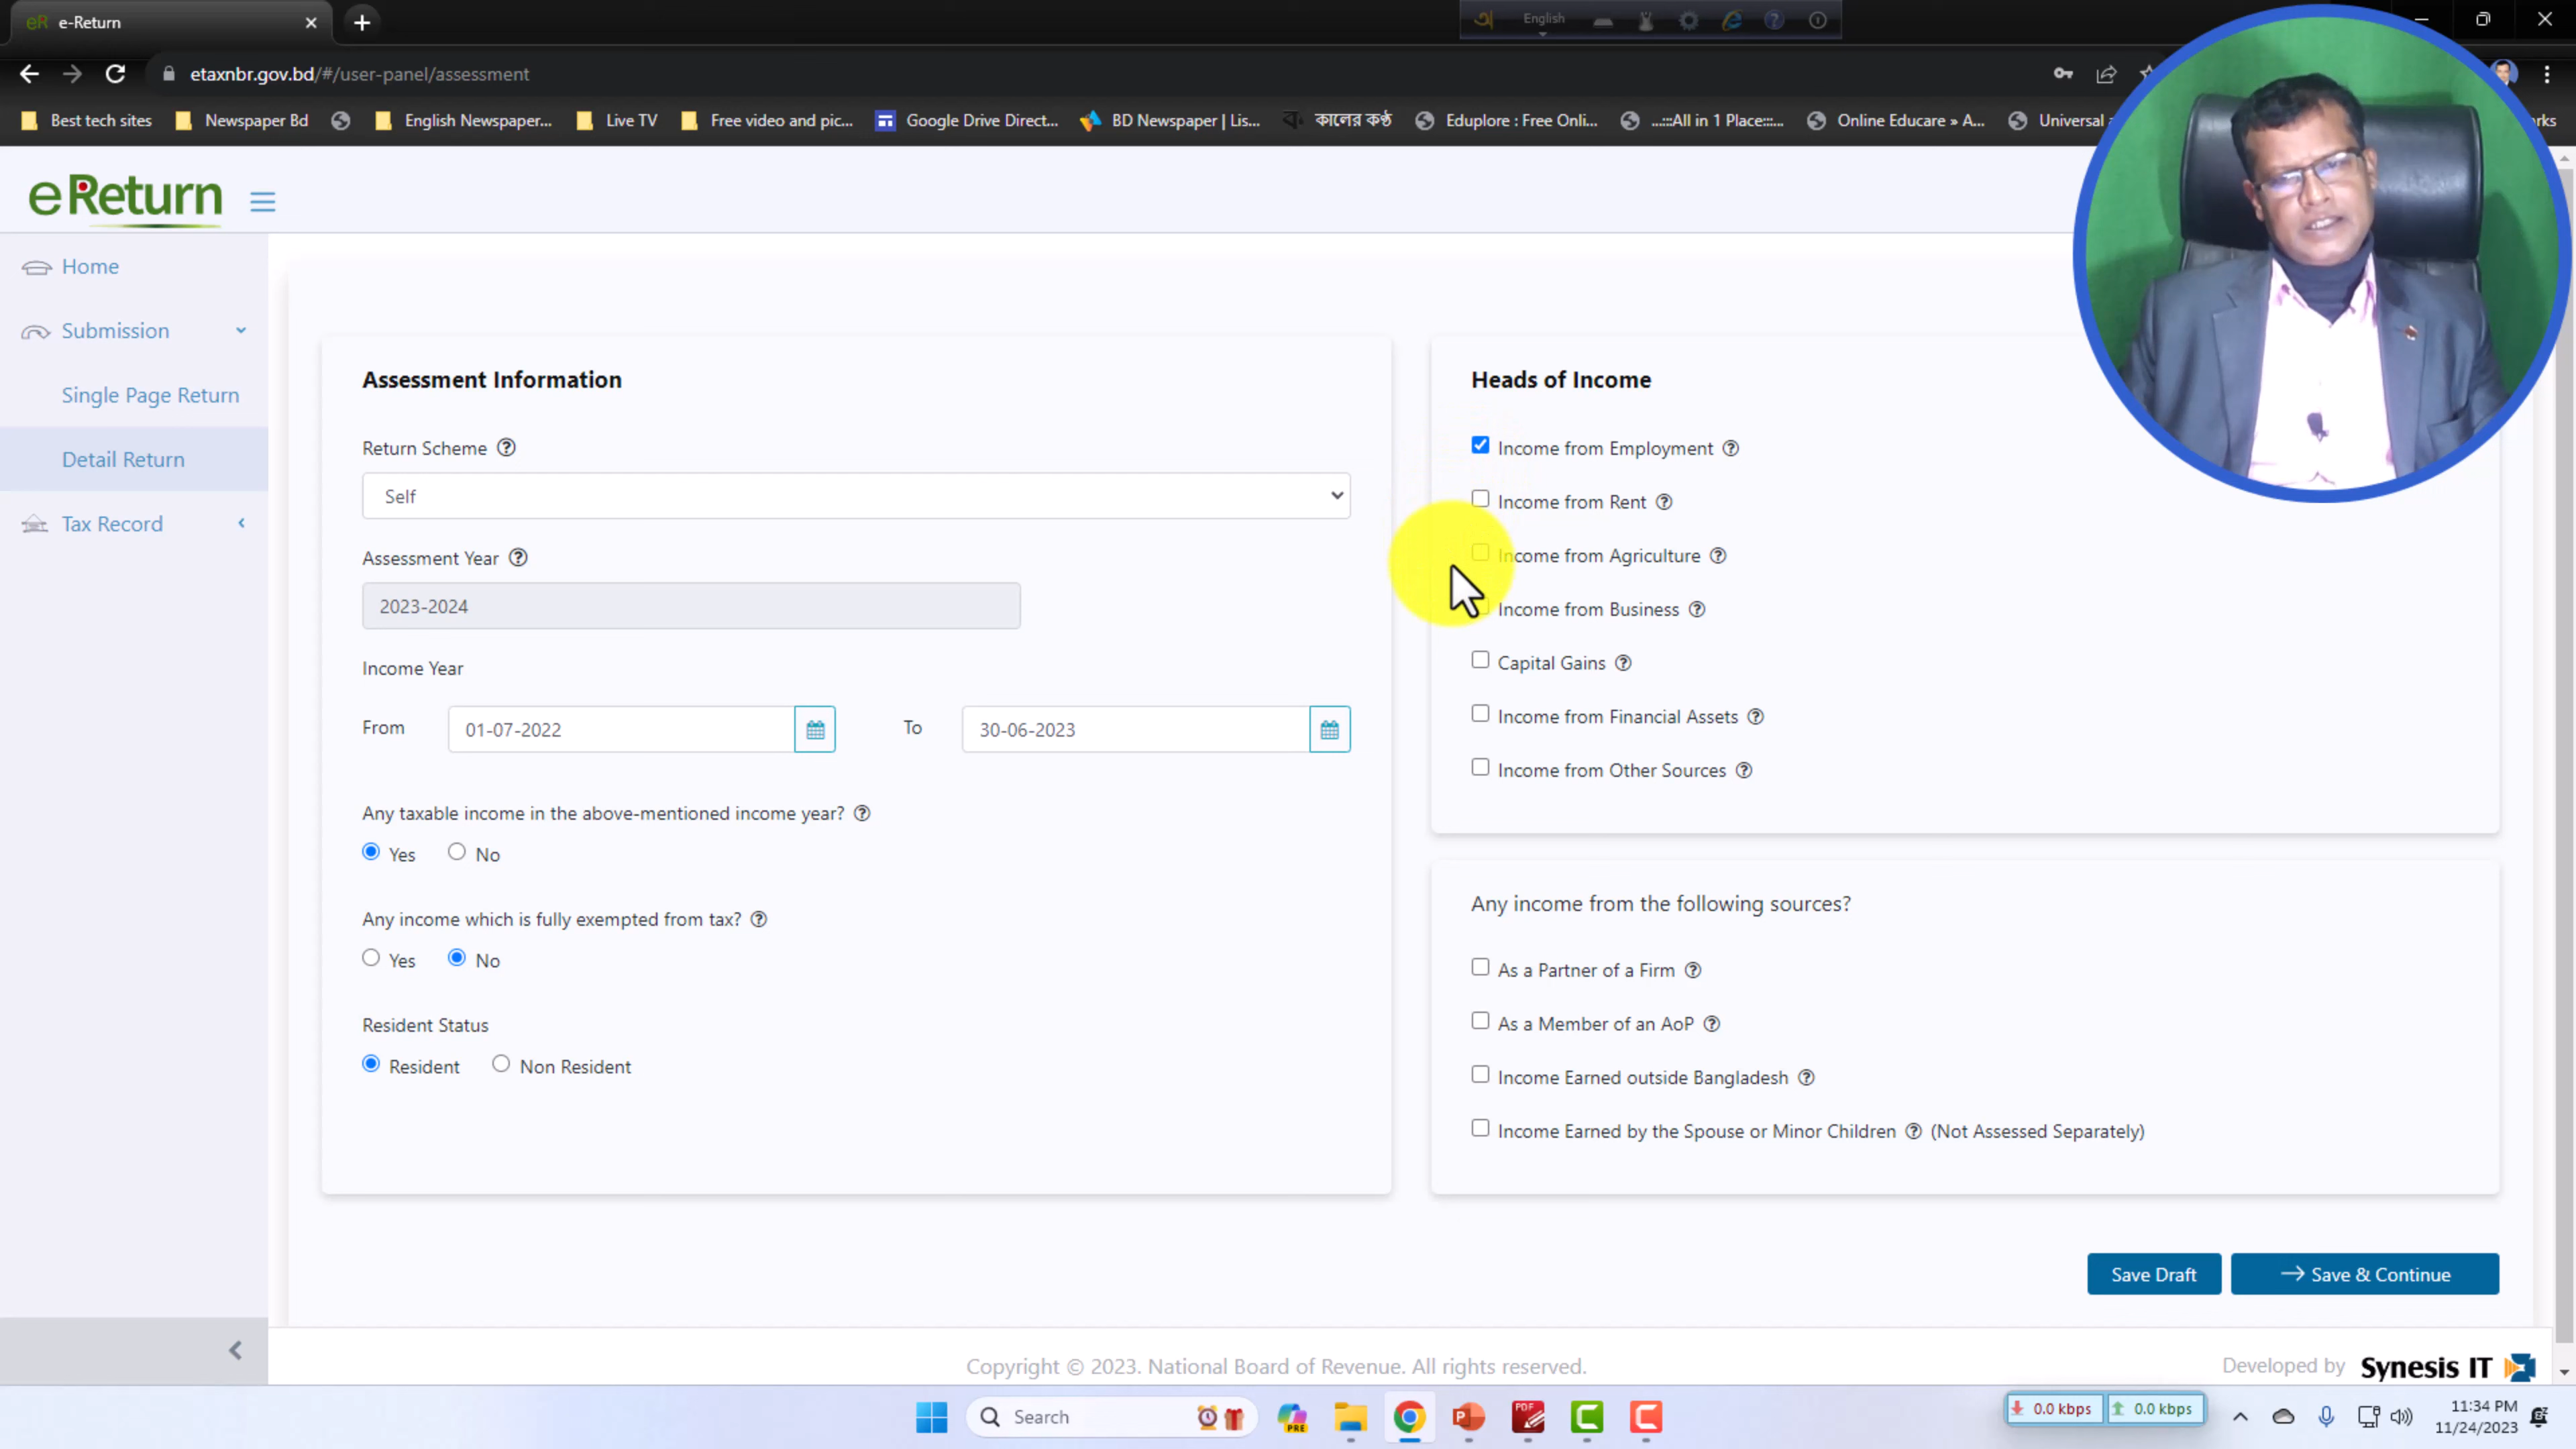 eR e-Return
অ English
etaxnbr.gov.bd/#/user-panel/assessment
Best tech sites Newspaper Bd English Newspaper... Live TV Free video and pic... Google Drive Direct... BD Newspaper | Lis... কালের কণ্ঠ Eduplore : Free Onli... ...:::All in 1 Place:::... Online Educare » A... Universal
eReturn
Home
Submission
Single Page Return
Detail Return
Tax Record
Assessment Information
Return Scheme
Self
Assessment Year
2023-2024
Income Year
From 01-07-2022 To 30-06-2023
Any taxable income in the above-mentioned income year?
Yes No
Any income which is fully exempted from tax?
Yes No
Resident Status
Resident Non Resident
Heads of Income
Income from Employment
Income from Rent
Income from Agriculture
Income from Business
Capital Gains
Income from Financial Assets
Income from Other Sources
Any income from the following sources?
As a Partner of a Firm
As a Member of an AoP
Income Earned outside Bangladesh
Income Earned by the Spouse or Minor Children (Not Assessed Separately)
Save Draft Save & Continue
Copyright © 2023. National Board of Revenue. All rights reserved.
Developed by Synesis IT
Search
PRE
PDF
0.0 kbps 0.0 kbps
11:34 PM
11/24/2023